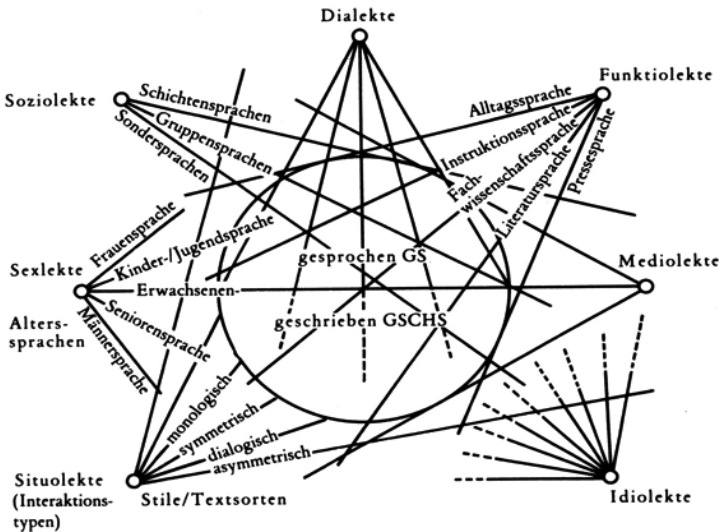 Dialekte
Soziolekte
Schichtensprachen
Gruppensprachen
Sondersprachen
Funktiolekte
Alltagssprache
Instruktionssprache
Fach-
wissenschaftssprache
Literatursprache
Pressesprache
Sexlekte
Alters-
sprachen
Frauensprache
Kinder-/Jugendsprache
Erwachsenen-
Seniorensprache
Männersprache
gesprochen GS
geschrieben GSCHS
Mediolekte
monologisch
symmetrisch
dialogisch
asymmetrisch
Situolekte
(Interaktions-
typen)
Stile/Textsorten
Idiolekte